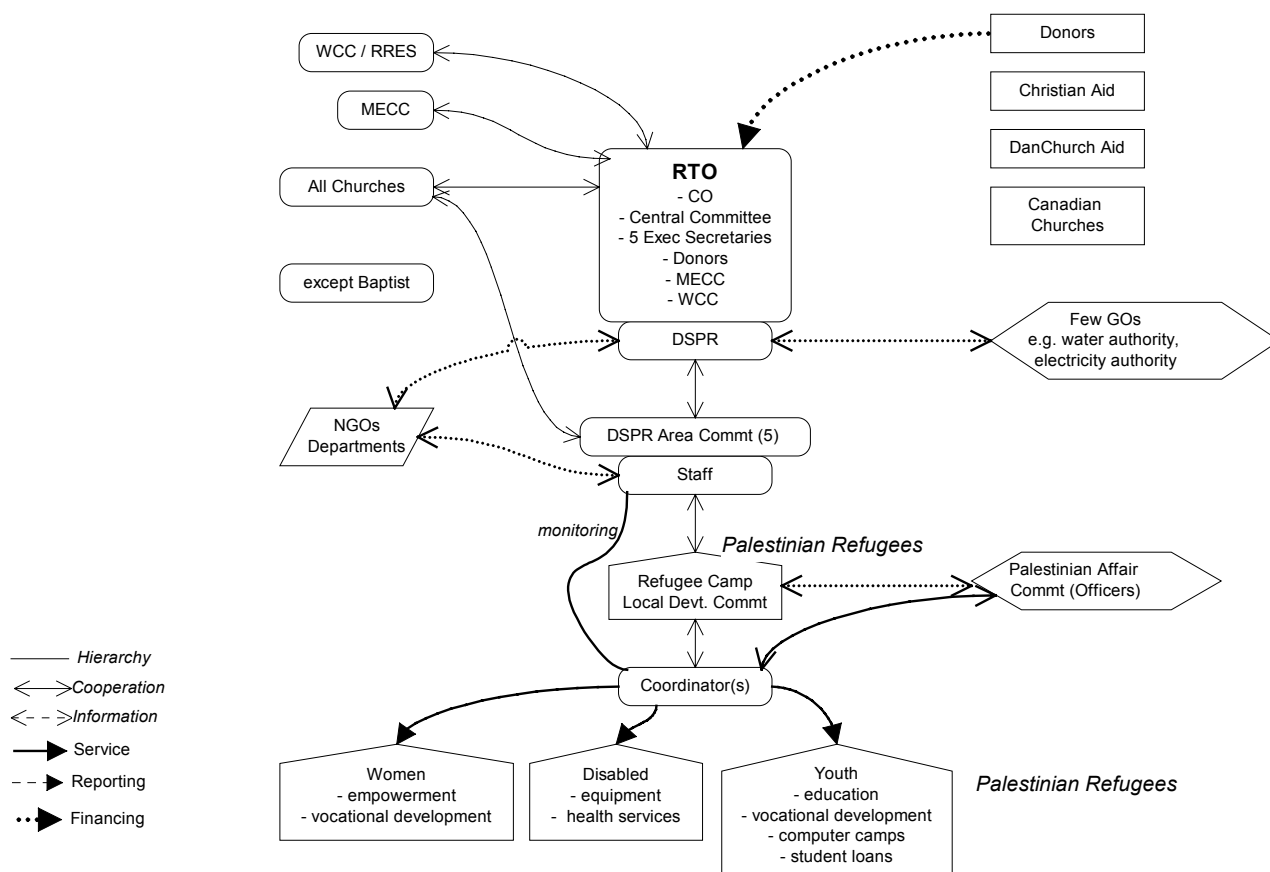 WCC / RRES
MECC
All Churches
except Baptist
Donors
Christian Aid
DanChurch Aid
Canadian
Churches
RTO
- CO
- Central Committee
- 5 Exec Secretaries
- Donors
- MECC
- WCC
DSPR
Few GOs
e.g. water authority,
electricity authority
NGOs
Departments
DSPR Area Commt (5)
Staff
monitoring
Palestinian Refugees
Refugee Camp
Local Devt. Commt
Palestinian Affair
Commt (Officers)
Coordinator(s)
Hierarchy
Cooperation
Information
Service
Reporting
Financing
Women
- empowerment
- vocational development
Disabled
- equipment
- health services
Youth
- education
- vocational development
- computer camps
- student loans
Palestinian Refugees